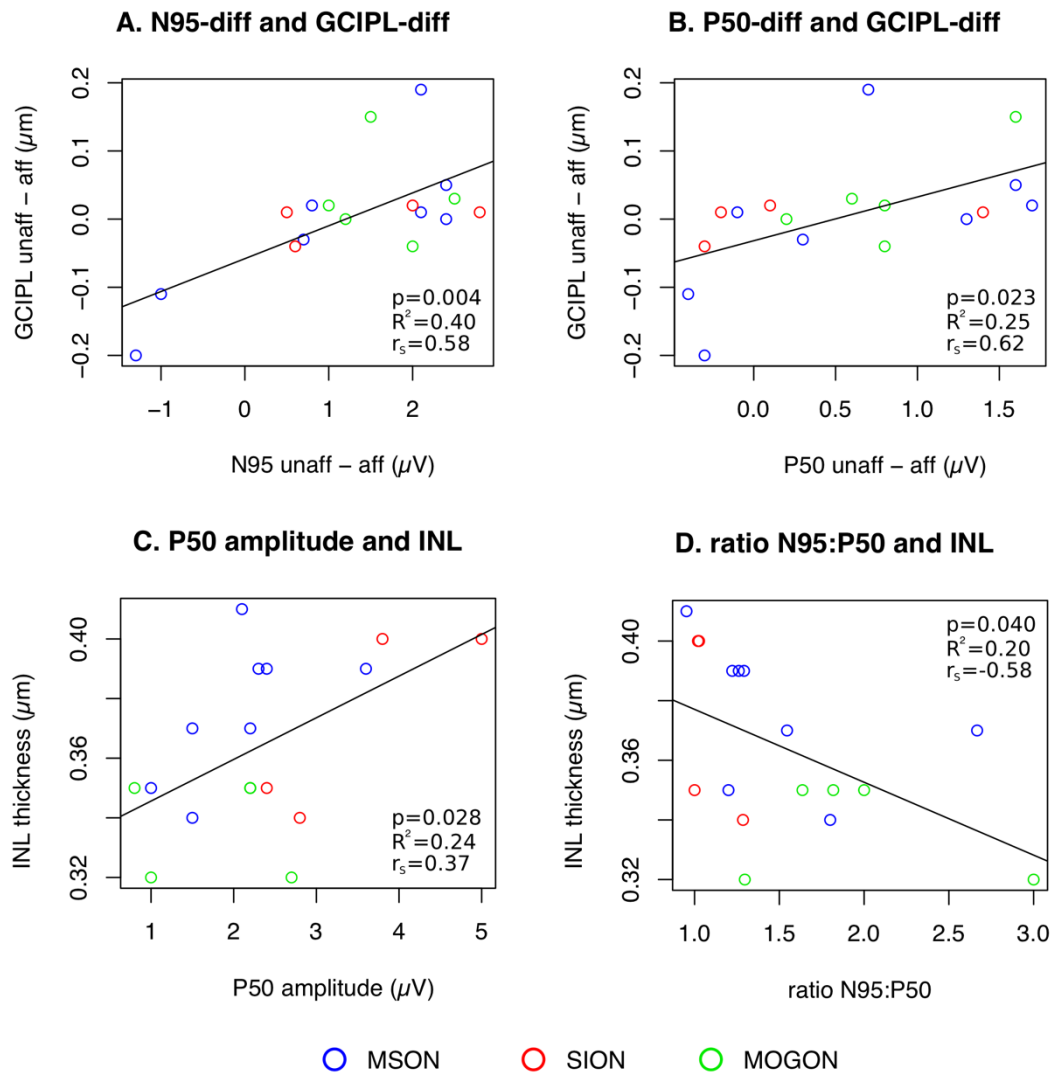 A. N95-diff and GCIPL-diff
GCIPL unaff – aff (µm)
0.2
0.1
0.0
−0.1
−0.2
p=0.004
R²=0.40
rₛ=0.58
−1 0 1 2
N95 unaff – aff (µV)
B. P50-diff and GCIPL-diff
GCIPL unaff – aff (µm)
0.2
0.1
0.0
−0.1
−0.2
p=0.023
R²=0.25
rₛ=0.62
0.0 0.5 1.0 1.5
P50 unaff – aff (µV)
C. P50 amplitude and INL
INL thickness (µm)
0.40
0.36
0.32
p=0.028
R²=0.24
rₛ=0.37
1 2 3 4 5
P50 amplitude (µV)
D. ratio N95:P50 and INL
INL thickness (µm)
0.40
0.36
0.32
p=0.040
R²=0.20
rₛ=-0.58
1.0 1.5 2.0 2.5 3.0
ratio N95:P50
MSON SION MOGON